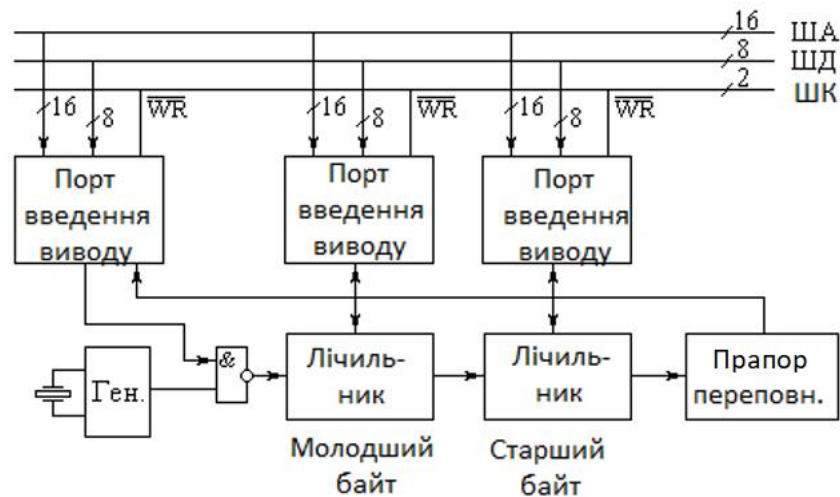 16 ША
8 ШД
2 ШК
16 8 WR 16 8 WR 16 8 WR
Порт
введення
виводу
Порт
введення
виводу
Порт
введення
виводу
Ген.
&
Лічиль-
ник
Лічиль-
ник
Прапор
переповн.
Молодший
байт
Старший
байт